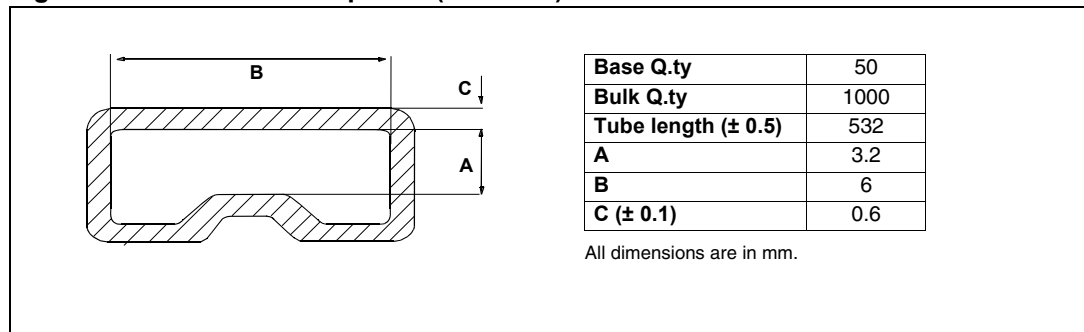 B
C
A
Base Q.ty 50
Bulk Q.ty 1000
Tube length (± 0.5) 532
A 3.2
B 6
C (± 0.1) 0.6
All dimensions are in mm.